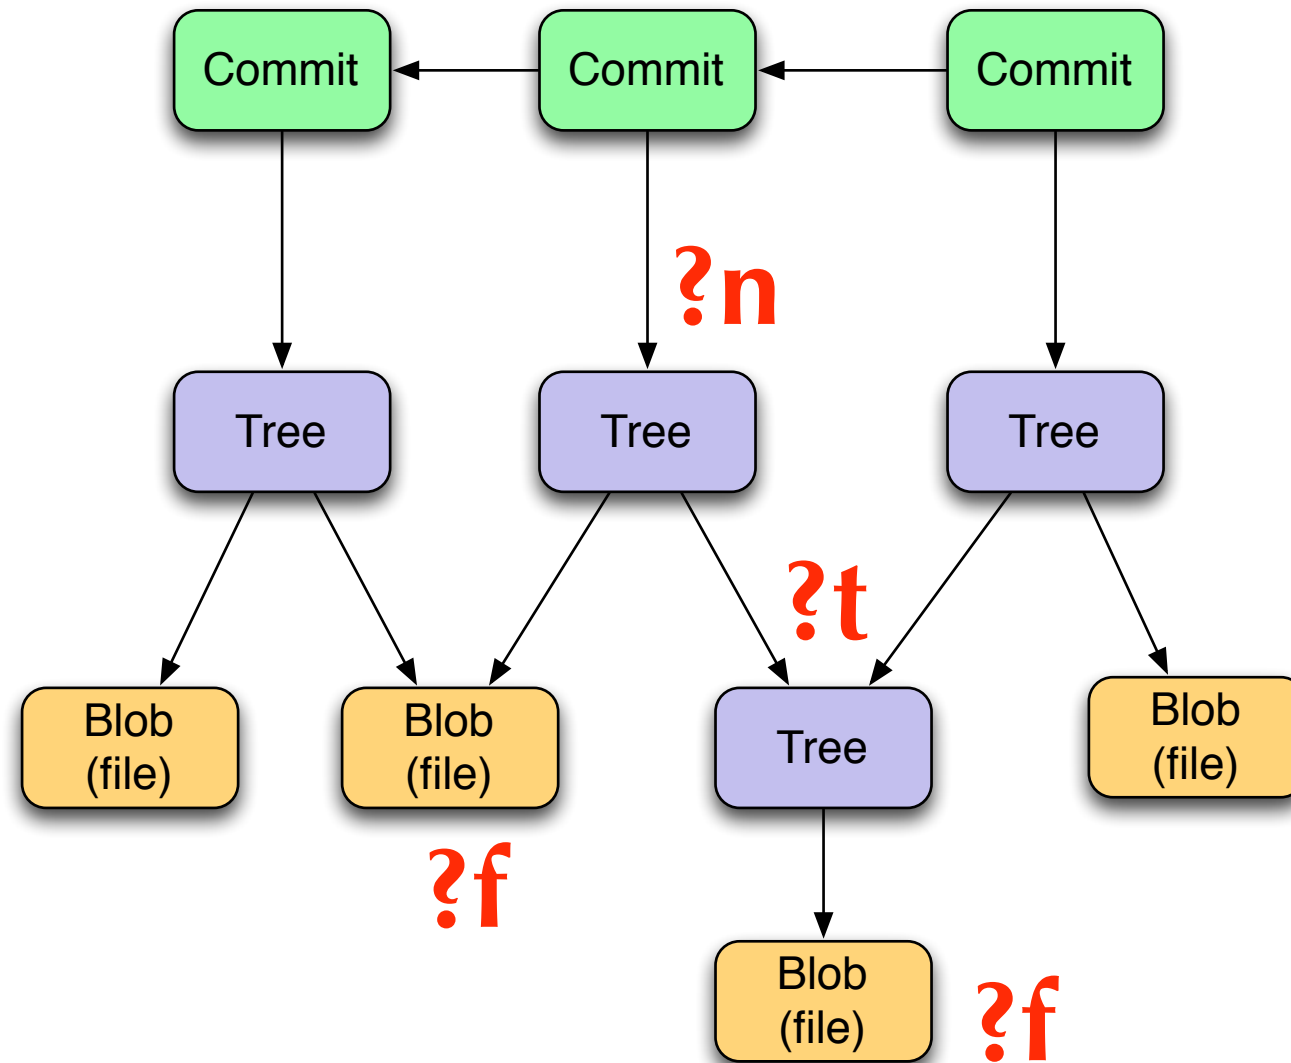 Commit
Commit
Commit
?n
Tree
Tree
Tree
?t
Blob
(file)
Blob
(file)
Tree
Blob
(file)
?f
Blob
(file)
?f